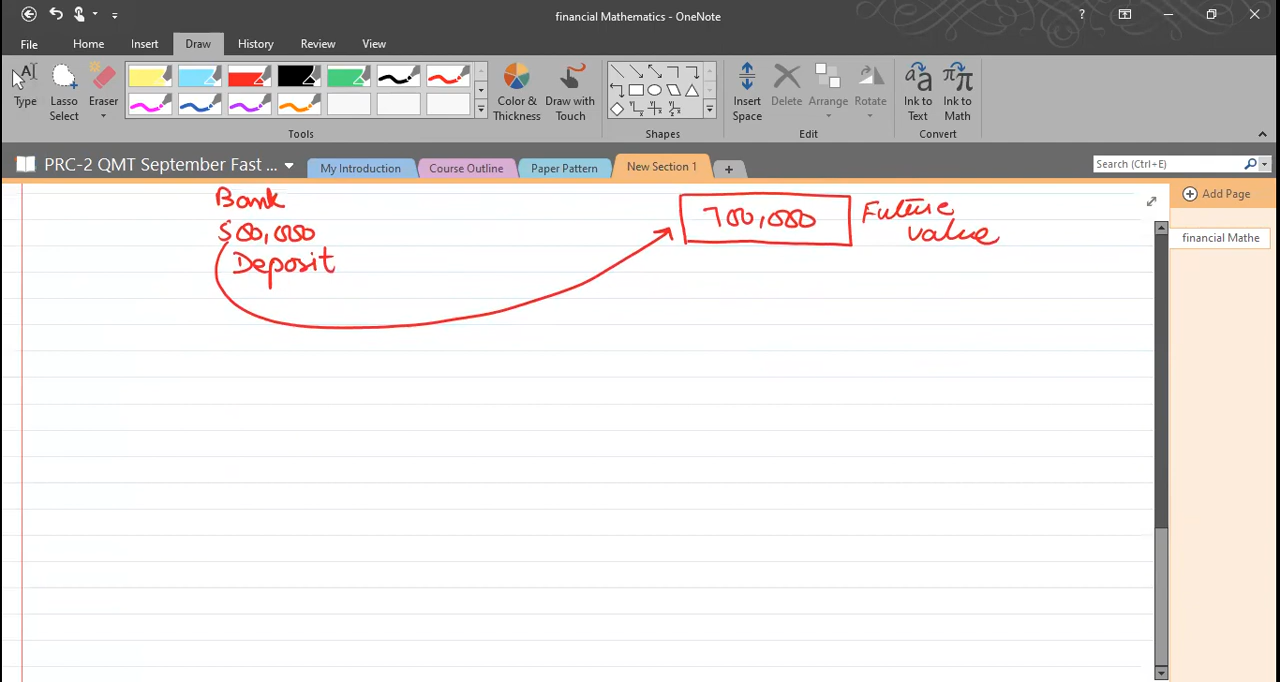 financial Mathematics - OneNote
?
File Home Insert Draw History Review View
Type
Lasso Select
Eraser
Color & Thickness
Draw with Touch
Insert Space
Delete
Arrange
Rotate
Ink to Text
Ink to Math
Tools
Shapes
Edit
Convert
PRC-2 QMT September Fast ...
My Introduction
Course Outline
Paper Pattern
New Section 1
Search (Ctrl+E)
Add Page
financial Mathe
Bank
500,000
Deposit
700,000
Future
value